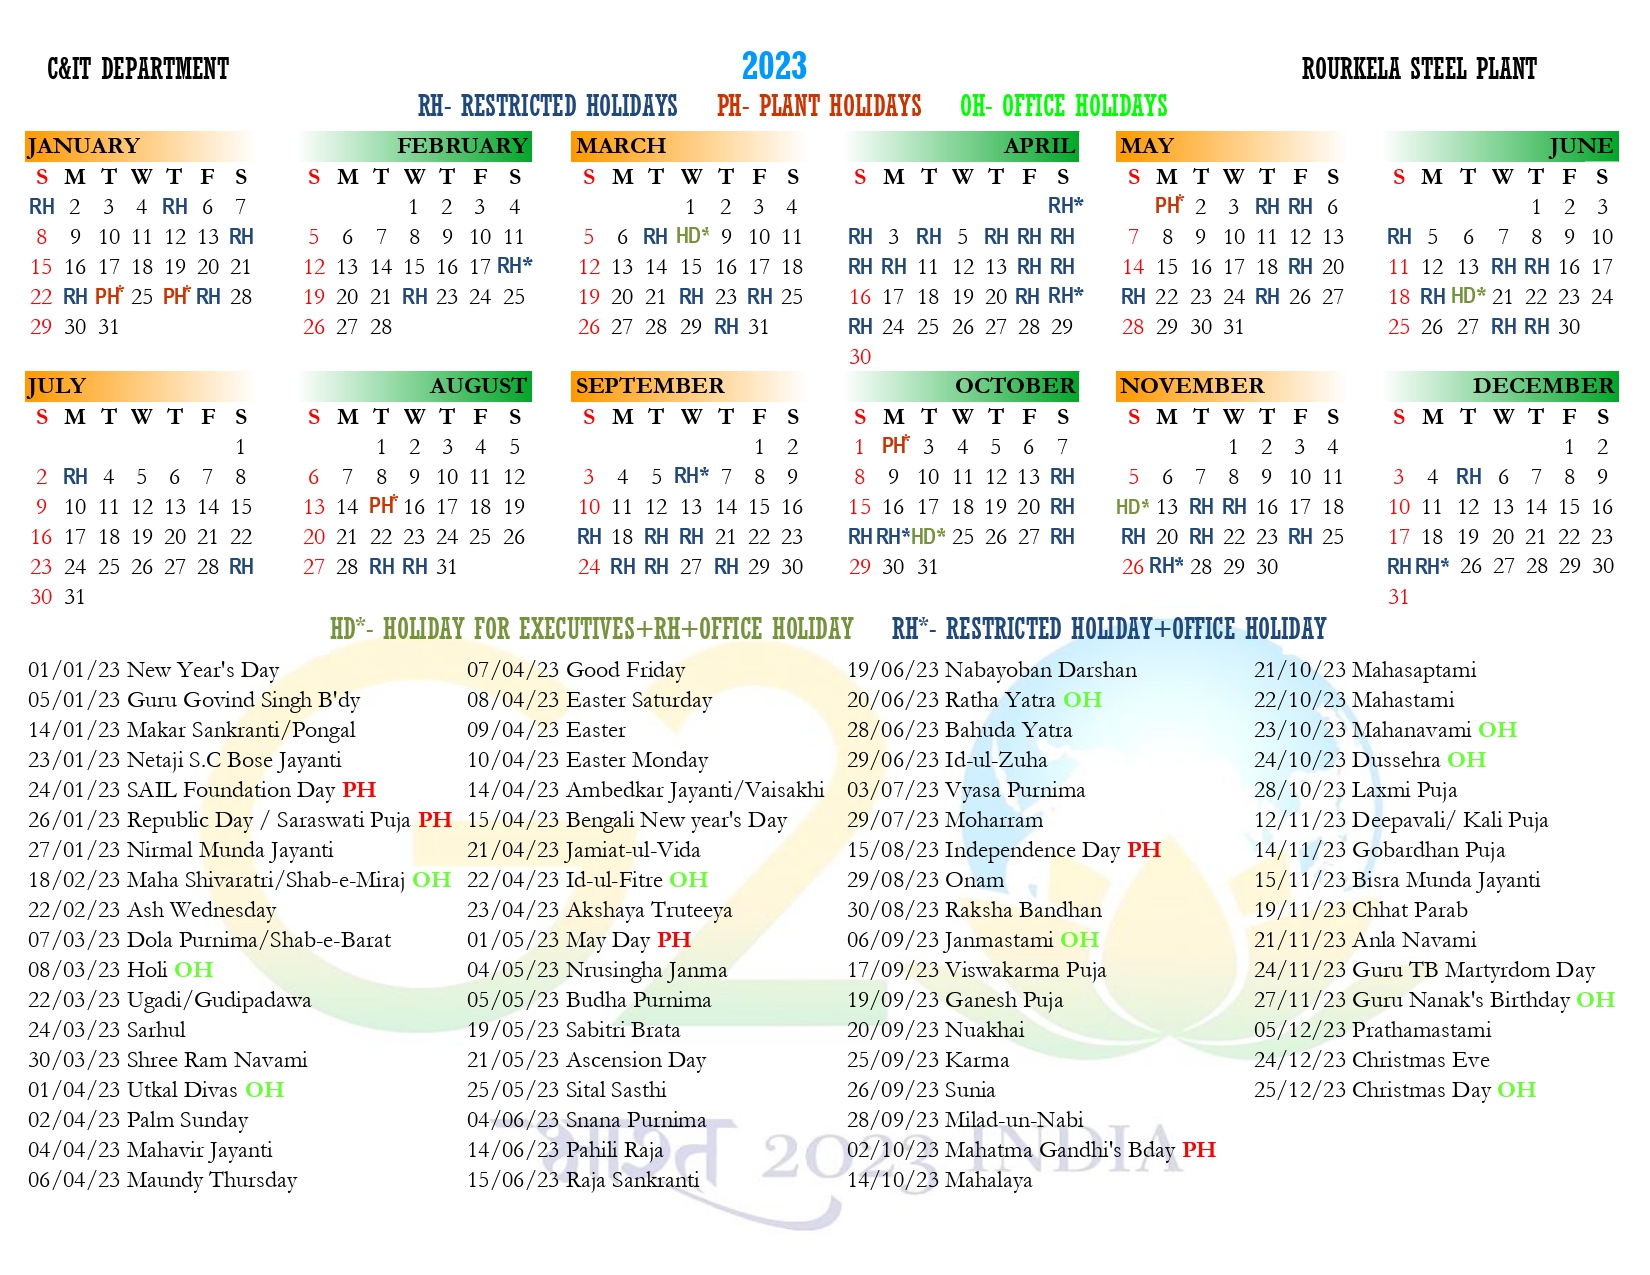 C&IT DEPARTMENT 2023 ROURKELA STEEL PLANT
RH- RESTRICTED HOLIDAYS PH- PLANT HOLIDAYS OH- OFFICE HOLIDAYS
JANUARY
S M T W T F S
RH 2 3 4 RH 6 7
8 9 10 11 12 13 RH
15 16 17 18 19 20 21
22 RH PH* 25 PH* RH 28
29 30 31
FEBRUARY
S M T W T F S
1 2 3 4
5 6 7 8 9 10 11
12 13 14 15 16 17 RH*
19 20 21 RH 23 24 25
26 27 28
MARCH
S M T W T F S
1 2 3 4
5 6 RH HD* 9 10 11
12 13 14 15 16 17 18
19 20 21 RH 23 RH 25
26 27 28 29 RH 31
APRIL
S M T W T F S
RH*
RH 3 RH 5 RH RH RH
RH RH 11 12 13 RH RH
16 17 18 19 20 RH RH*
RH 24 25 26 27 28 29
30
MAY
S M T W T F S
PH* 2 3 RH RH 6
7 8 9 10 11 12 13
14 15 16 17 18 RH 20
RH 22 23 24 RH 26 27
28 29 30 31
JUNE
S M T W T F S
1 2 3
RH 5 6 7 8 9 10
11 12 13 RH RH 16 17
18 RH HD* 21 22 23 24
25 26 27 RH RH 30
JULY
S M T W T F S
1
2 RH 4 5 6 7 8
9 10 11 12 13 14 15
16 17 18 19 20 21 22
23 24 25 26 27 28 RH
30 31
AUGUST
S M T W T F S
1 2 3 4 5
6 7 8 9 10 11 12
13 14 PH* 16 17 18 19
20 21 22 23 24 25 26
27 28 RH RH 31
SEPTEMBER
S M T W T F S
1 2
3 4 5 RH* 7 8 9
10 11 12 13 14 15 16
RH 18 RH RH 21 22 23
24 RH RH 27 RH 29 30
OCTOBER
S M T W T F S
1 PH* 3 4 5 6 7
8 9 10 11 12 13 RH
15 16 17 18 19 20 RH
RH RH* HD* 25 26 27 RH
29 30 31
NOVEMBER
S M T W T F S
1 2 3 4
5 6 7 8 9 10 11
HD* 13 RH RH 16 17 18
RH 20 RH 22 23 RH 25
26 RH* 28 29 30
DECEMBER
S M T W T F S
1 2
3 4 RH 6 7 8 9
10 11 12 13 14 15 16
17 18 19 20 21 22 23
RH RH* 26 27 28 29 30
31
HD*- HOLIDAY FOR EXECUTIVES+RH+OFFICE HOLIDAY RH*- RESTRICTED HOLIDAY+OFFICE HOLIDAY
01/01/23 New Year's Day
05/01/23 Guru Govind Singh B'dy
14/01/23 Makar Sankranti/Pongal
23/01/23 Netaji S.C Bose Jayanti
24/01/23 SAIL Foundation Day PH
26/01/23 Republic Day / Saraswati Puja PH
27/01/23 Nirmal Munda Jayanti
18/02/23 Maha Shivaratri/Shab-e-Miraj OH
22/02/23 Ash Wednesday
07/03/23 Dola Purnima/Shab-e-Barat
08/03/23 Holi OH
22/03/23 Ugadi/Gudipadawa
24/03/23 Sarhul
30/03/23 Shree Ram Navami
01/04/23 Utkal Divas OH
02/04/23 Palm Sunday
04/04/23 Mahavir Jayanti
06/04/23 Maundy Thursday
07/04/23 Good Friday
08/04/23 Easter Saturday
09/04/23 Easter
10/04/23 Easter Monday
14/04/23 Ambedkar Jayanti/Vaisakhi
15/04/23 Bengali New year's Day
21/04/23 Jamiat-ul-Vida
22/04/23 Id-ul-Fitre OH
23/04/23 Akshaya Truteeya
01/05/23 May Day PH
04/05/23 Nrusingha Janma
05/05/23 Budha Purnima
19/05/23 Sabitri Brata
21/05/23 Ascension Day
25/05/23 Sital Sasthi
04/06/23 Snana Purnima
14/06/23 Pahili Raja
15/06/23 Raja Sankranti
19/06/23 Nabayoban Darshan
20/06/23 Ratha Yatra OH
28/06/23 Bahuda Yatra
29/06/23 Id-ul-Zuha
03/07/23 Vyasa Purnima
29/07/23 Moharram
15/08/23 Independence Day PH
29/08/23 Onam
30/08/23 Raksha Bandhan
06/09/23 Janmastami OH
17/09/23 Viswakarma Puja
19/09/23 Ganesh Puja
20/09/23 Nuakhai
25/09/23 Karma
26/09/23 Sunia
28/09/23 Milad-un-Nabi
02/10/23 Mahatma Gandhi's Bday PH
14/10/23 Mahalaya
21/10/23 Mahasaptami
22/10/23 Mahastami
23/10/23 Mahanavami OH
24/10/23 Dussehra OH
28/10/23 Laxmi Puja
12/11/23 Deepavali/ Kali Puja
14/11/23 Gobardhan Puja
15/11/23 Bisra Munda Jayanti
19/11/23 Chhat Parab
21/11/23 Anla Navami
24/11/23 Guru TB Martyrdom Day
27/11/23 Guru Nanak's Birthday OH
05/12/23 Prathamastami
24/12/23 Christmas Eve
25/12/23 Christmas Day OH
G20
भारत 2023 INDIA